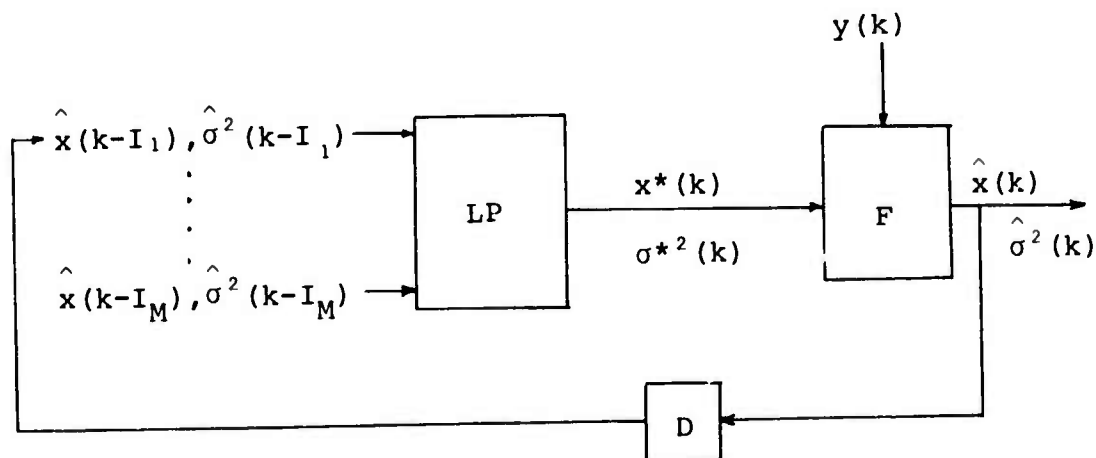 y(k)
x̂(k-I₁), σ̂²(k-I₁)
x̂(k-I_M), σ̂²(k-I_M)
LP
x*(k)
σ*²(k)
F
x̂(k)
σ̂²(k)
D